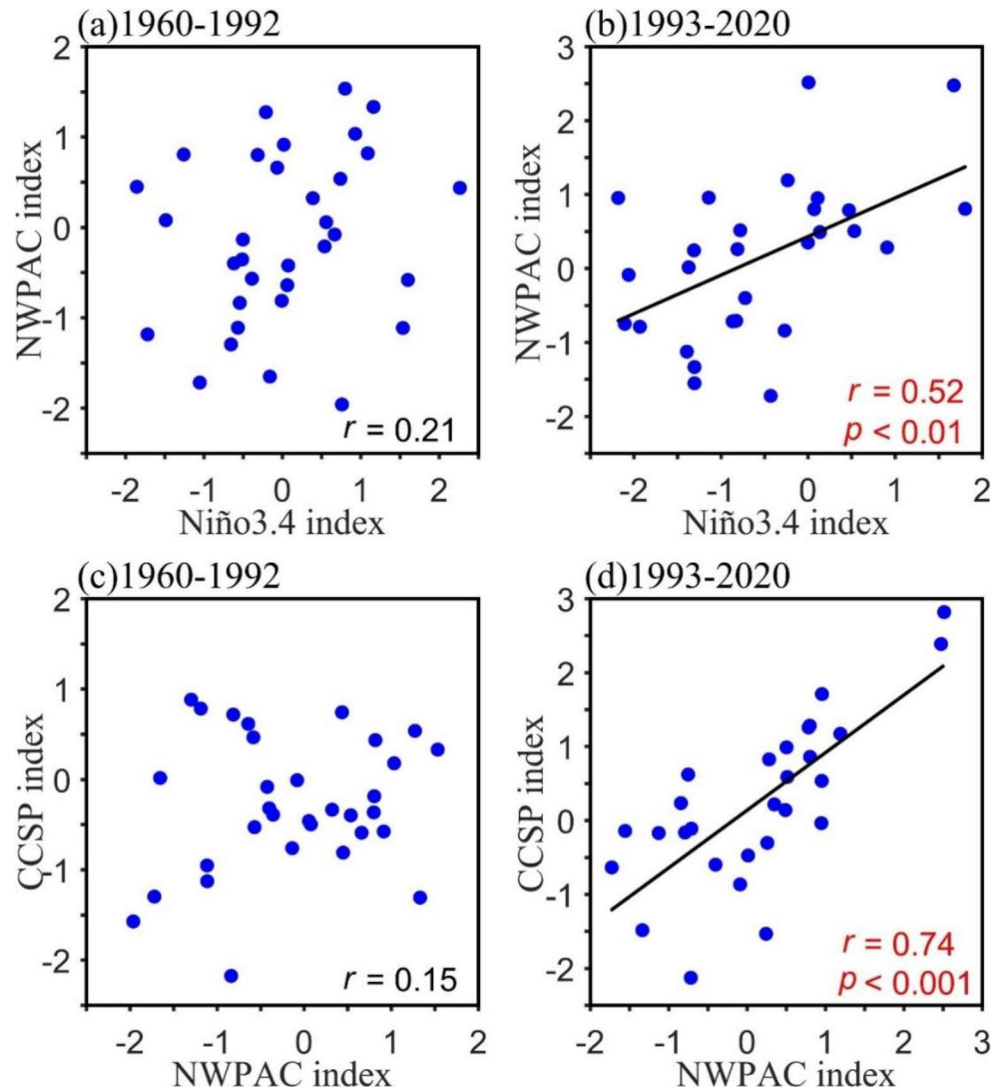 (a)1960-1992
(b)1993-2020
2
1
0
-1
-2
NWPAC index
r = 0.21
-2 -1 0 1 2
Niño3.4 index
3
2
1
0
-1
-2
NWPAC index
r = 0.52
p < 0.01
-2 -1 0 1 2
Niño3.4 index
(c)1960-1992
(d)1993-2020
2
1
0
-1
-2
CCSP index
r = 0.15
-2 -1 0 1 2
NWPAC index
3
2
1
0
-1
-2
CCSP index
r = 0.74
p < 0.001
-2 -1 0 1 2 3
NWPAC index